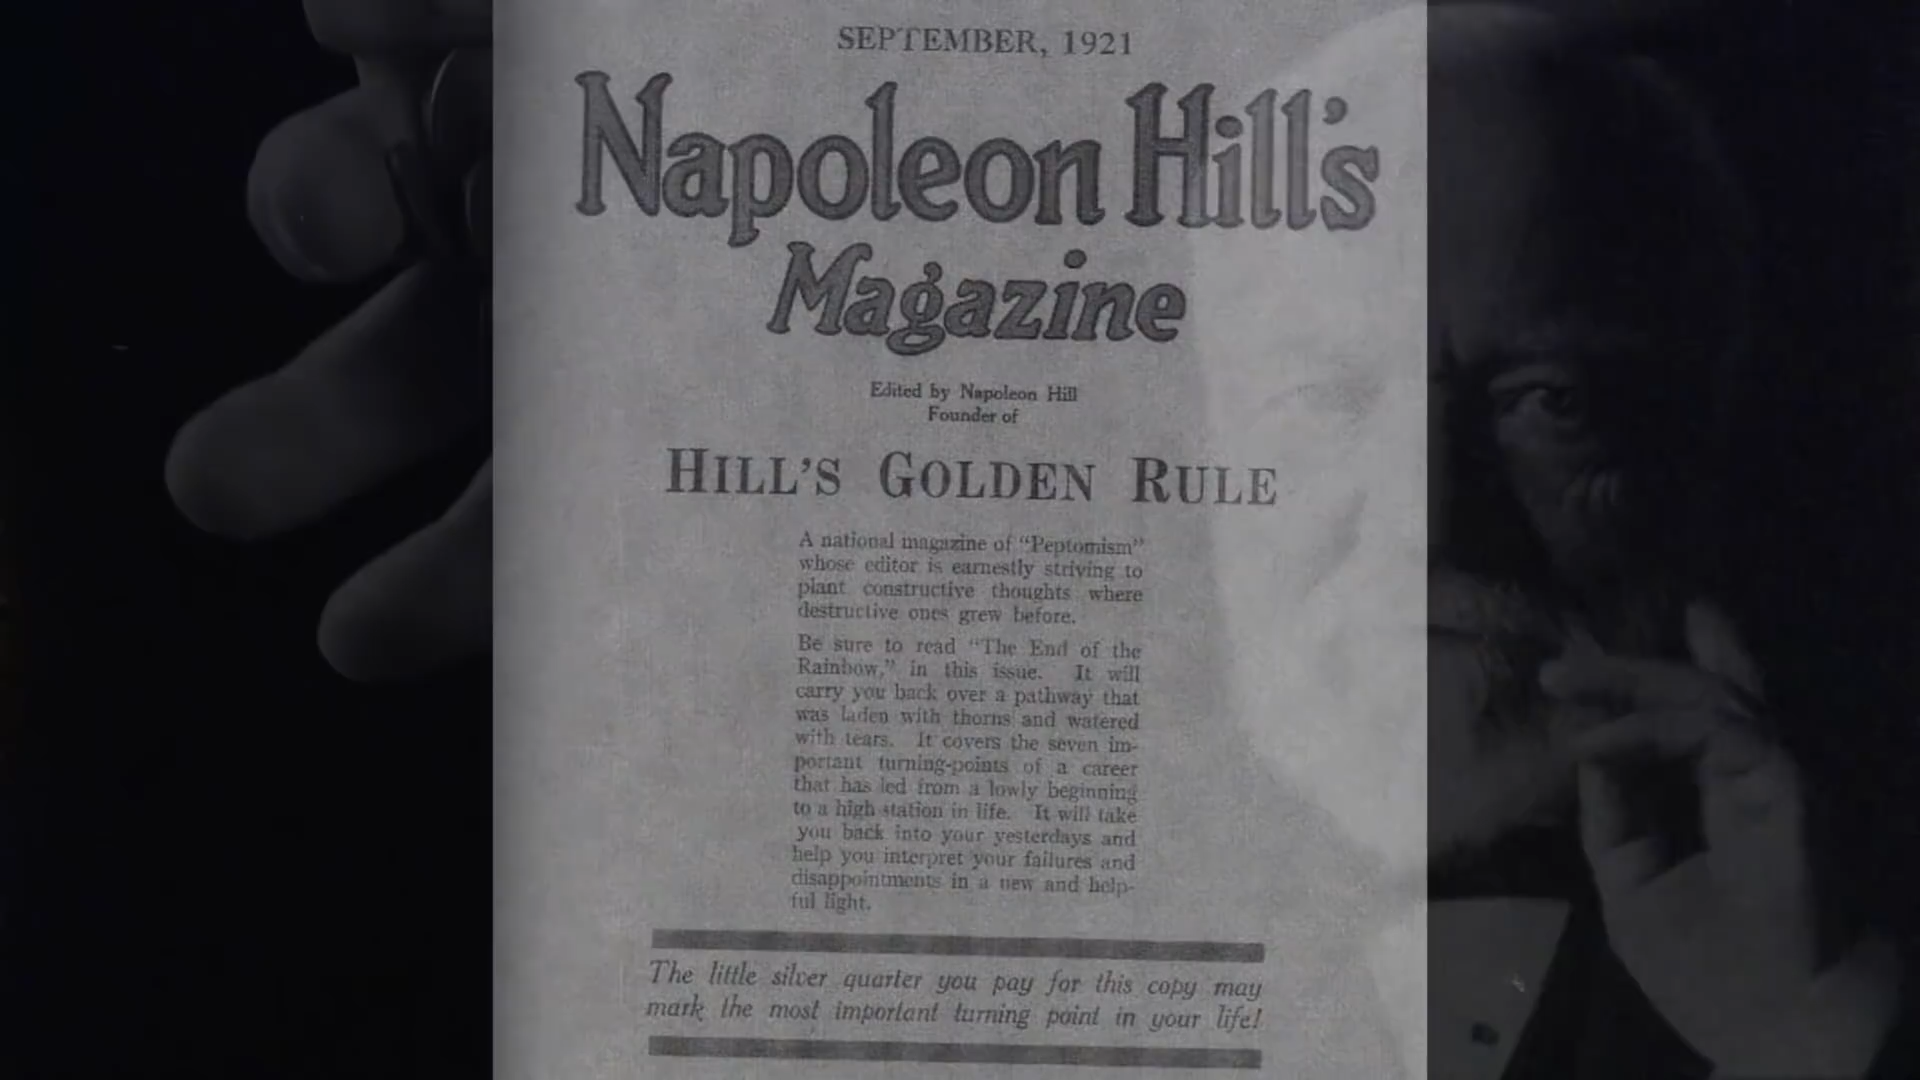 SEPTEMBER, 1921
Napoleon Hill's
Magazine
Edited by Napoleon Hill
Founder of
HILL'S GOLDEN RULE
A national magazine of "Peptomism"
whose editor is earnestly striving to
plant constructive thoughts where
destructive ones grew before.
Be sure to read "The End of the
Rainbow," in this issue. It will
carry you back over a pathway that
was laden with thorns and watered
with tears. It covers the seven im-
portant turning-points of a career
that has led from a lowly beginning
to a high station in life. It will take
you back into your yesterdays and
help you interpret your failures and
disappointments in a new and help-
ful light.
The little silver quarter you pay for this copy may
mark the most important turning point in your life!